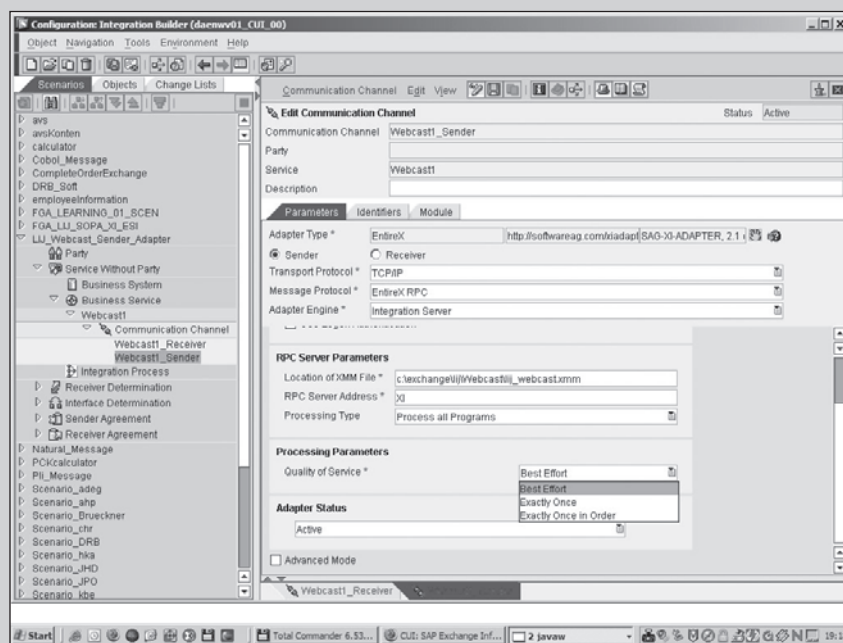 Configuration: Integration Builder (daenwv01_CUI_00)
Object Navigation Tools Environment Help
Scenarios Objects Change Lists
avs
avsKonten
calculator
Cobol_Message
CompleteOrderExchange
DRB_Soft
employeeInformation
FGA_LEARNING_01_SCEN
FGA_LIJ_SOPA_XI_ESI
LIJ_Webcast_Sender_Adapter
Party
Service Without Party
Business System
Business Service
Webcast1
Communication Channel
Webcast1_Receiver
Webcast1_Sender
Integration Process
Receiver Determination
Interface Determination
Sender Agreement
Receiver Agreement
Natural_Message
PCKcalculator
Pli_Message
Scenario_adeg
Scenario_ahp
Scenario_Brueckner
Scenario_chr
Scenario_DRB
Scenario_hka
Scenario_JHD
Scenario_JPO
Scenario_kbe
Communication Channel Edit View
Edit Communication Channel Status Active
Communication Channel Webcast1_Sender
Party
Service Webcast1
Description
Parameters Identifiers Module
Adapter Type * EntireX http://softwareag.com/xiadapt SAG-XI-ADAPTER, 2.1
Sender Receiver
Transport Protocol * TCP/IP
Message Protocol * EntireX RPC
Adapter Engine * Integration Server
RPC Server Parameters
Location of XMM File * c:\exchange\lij\Webcast\lij_webcast.xmm
RPC Server Address * XI
Processing Type Process all Programs
Processing Parameters
Quality of Service * Best Effort
Best Effort
Exactly Once
Exactly Once in Order
Adapter Status
Active
Advanced Mode
Webcast1_Receiver
Start Total Commander 6.53... CUI: SAP Exchange Inf... 2 javaw